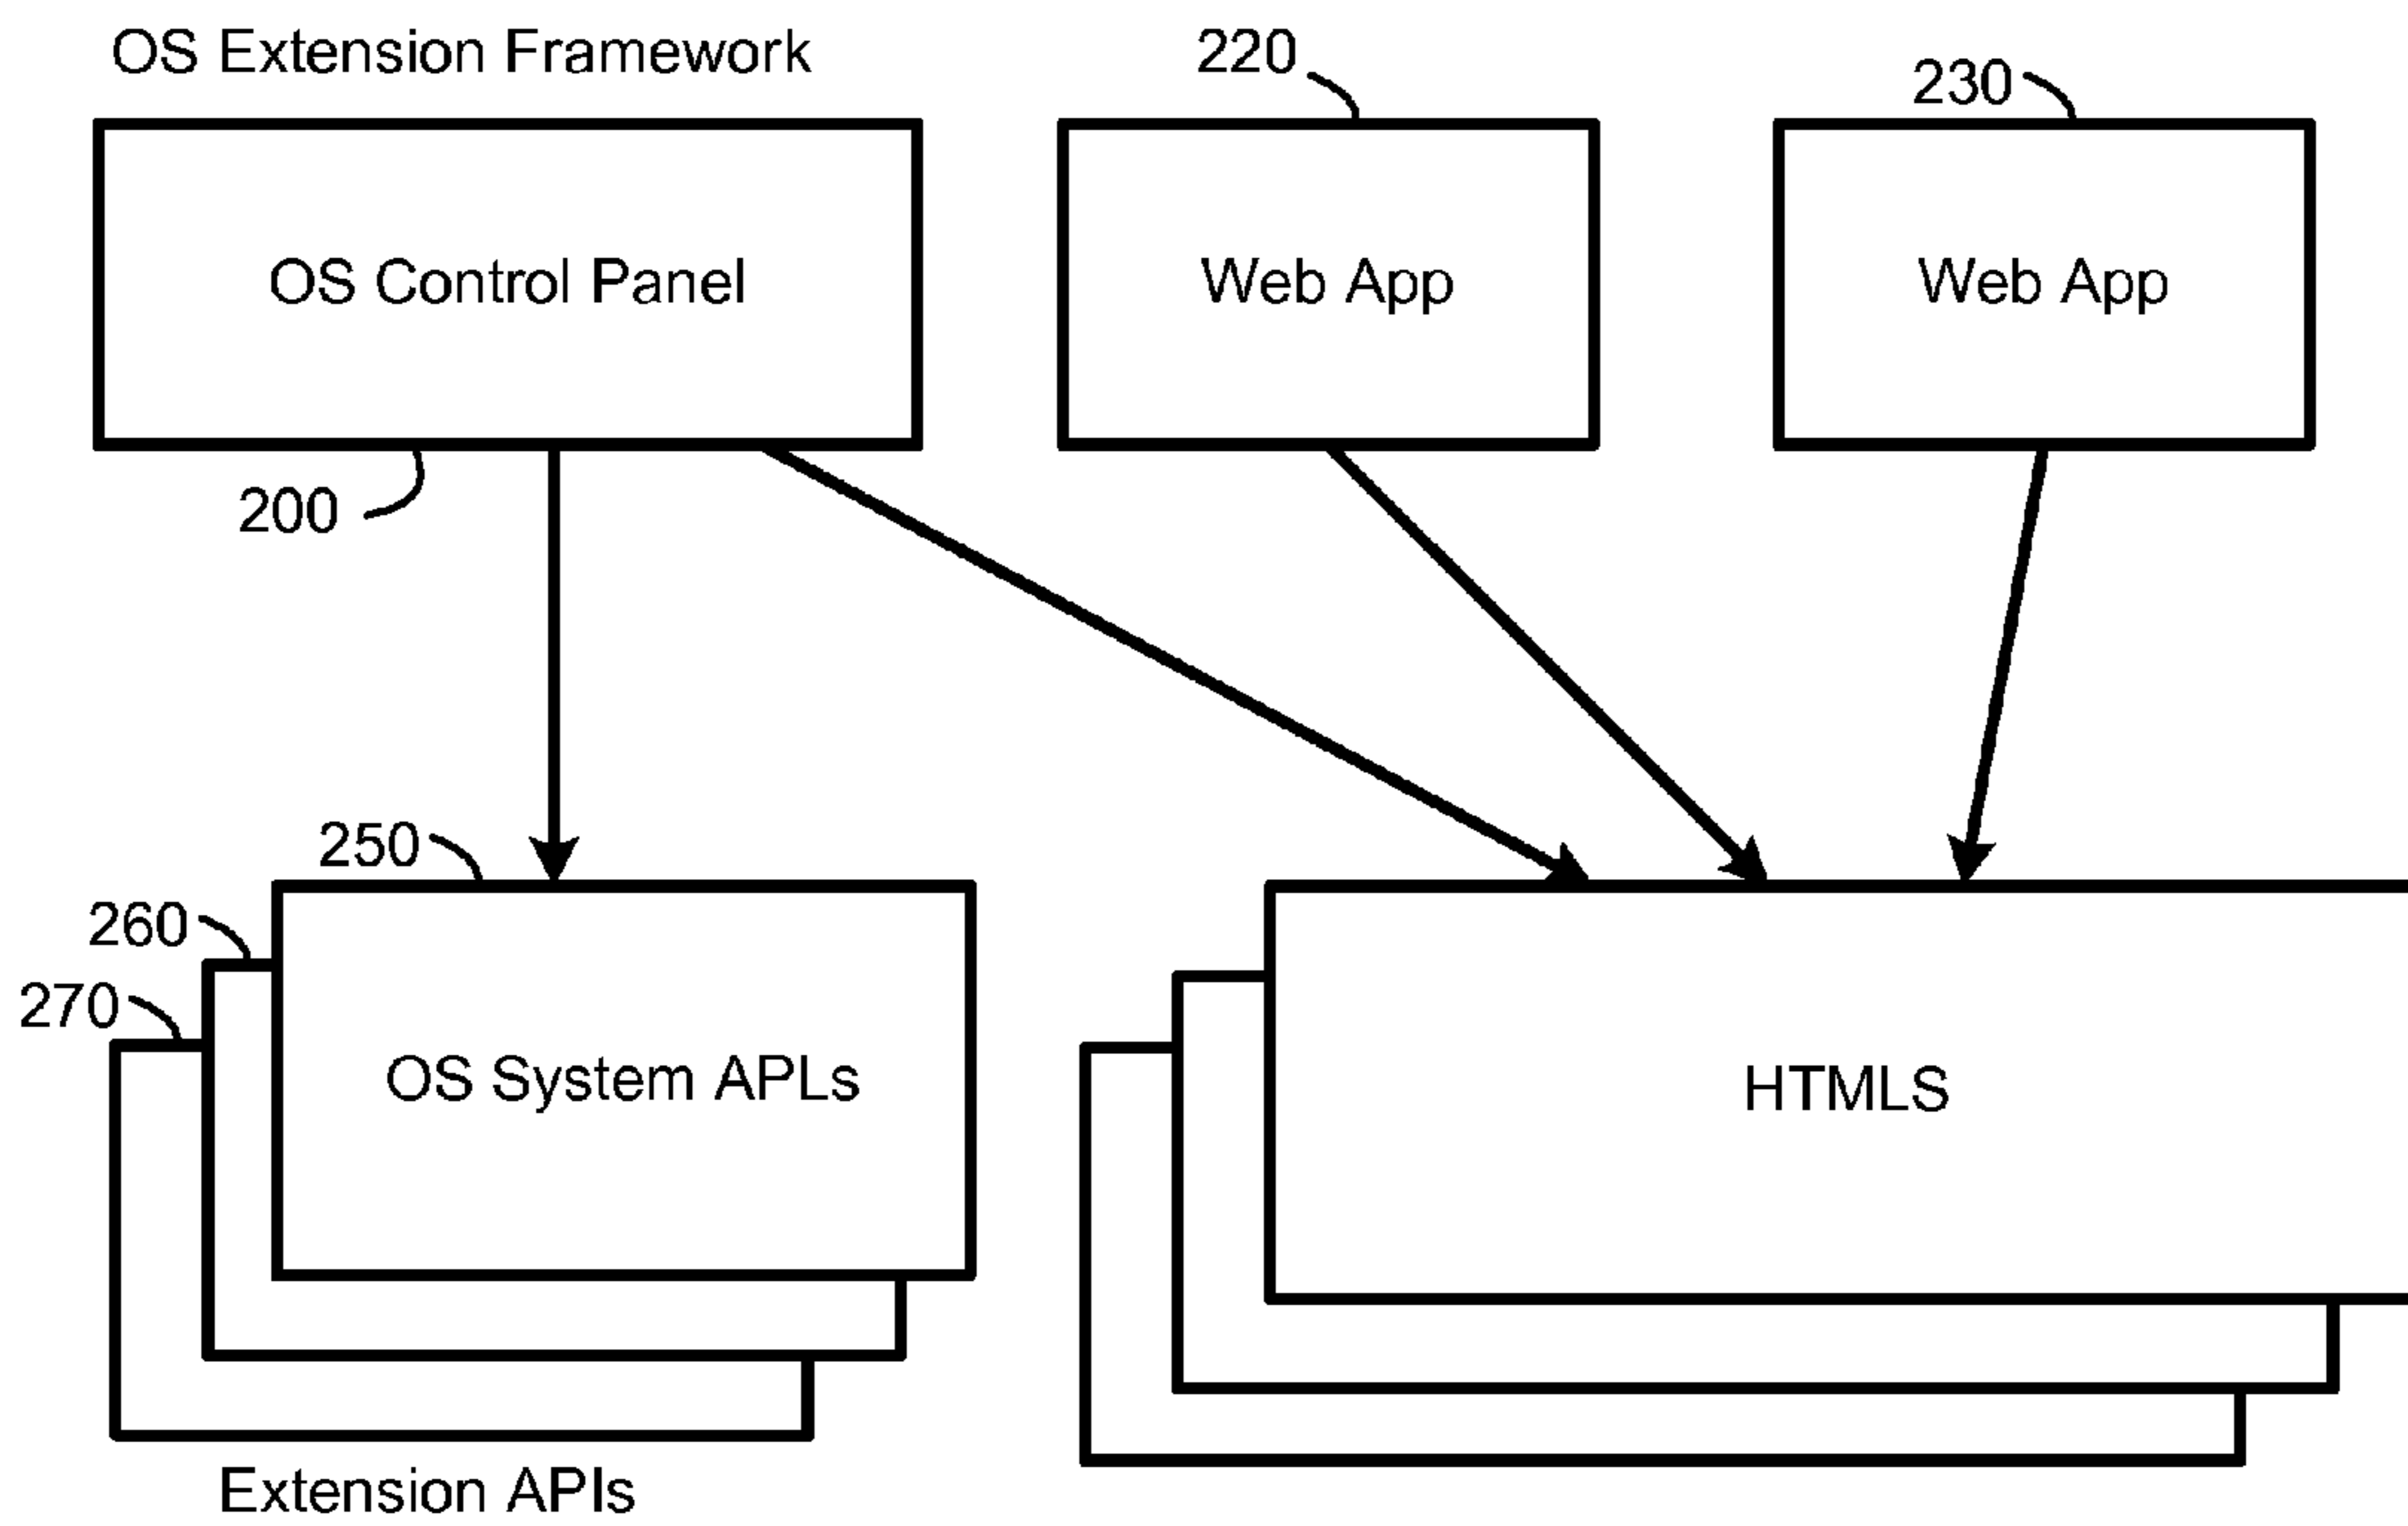 OS Extension Framework
220
230
OS Control Panel
Web App
Web App
200
250
260
270
OS System APLs
HTMLS
Extension APIs